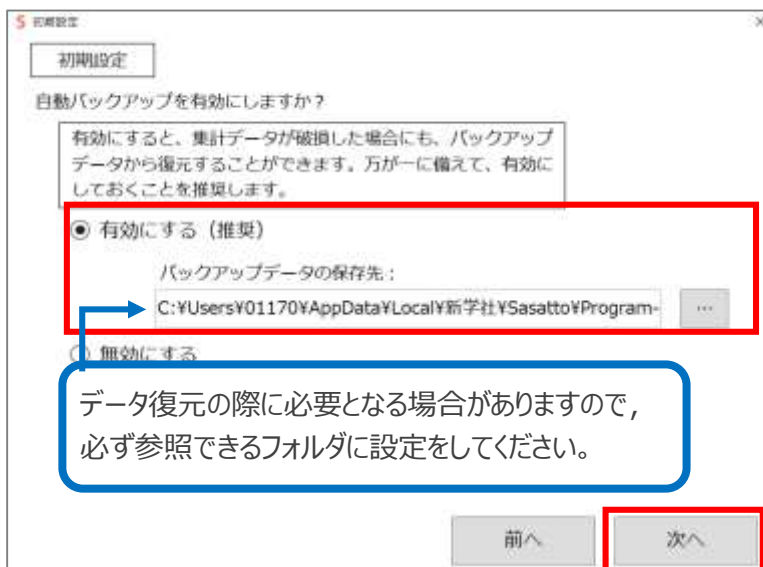 S 初期設定
×
初期設定
自動バックアップを有効にしますか？
有効にすると、集計データが破損した場合にも、バックアップ
データから復元することができます。万が一に備えて、有効に
しておくことを推奨します。
有効にする（推奨）
バックアップデータの保存先：
C:¥Users¥01170¥AppData¥Local¥新学社¥Sasatto¥Program-
...
無効にする
データ復元の際に必要となる場合がありますので，
必ず参照できるフォルダに設定をしてください。
前へ
次へ